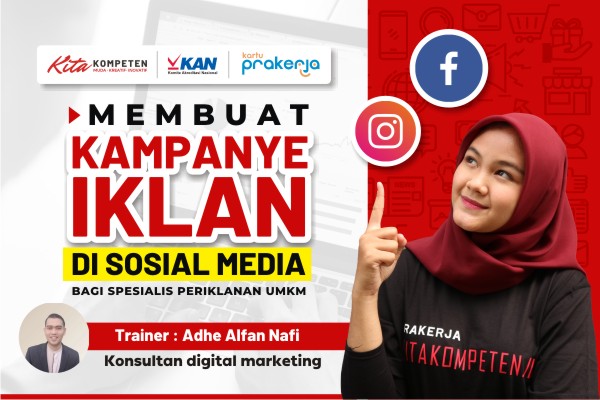 Kita KOMPETEN
MUDA · KREATIF · INOVATIF
KAN
Komite Akreditasi Nasional
kartu
prakerja
MEMBUAT
KAMPANYE
IKLAN
DI SOSIAL MEDIA
BAGI SPESIALIS PERIKLANAN UMKM
Trainer : Adhe Alfan Nafi
Konsultan digital marketing
RAKERJA
ITAKOMPETEN